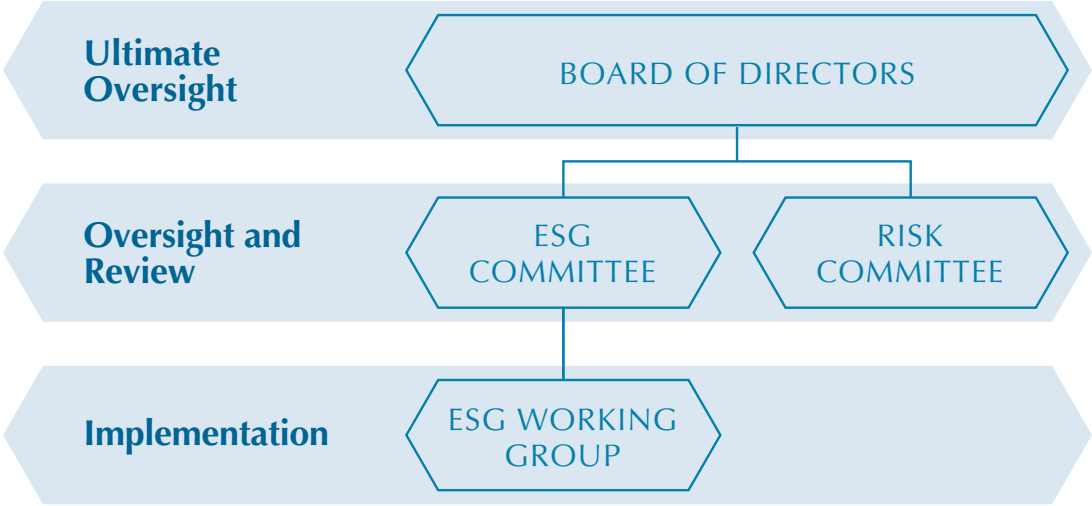 Ultimate
Oversight
BOARD OF DIRECTORS
Oversight and
Review
ESG
COMMITTEE
RISK
COMMITTEE
Implementation
ESG WORKING
GROUP